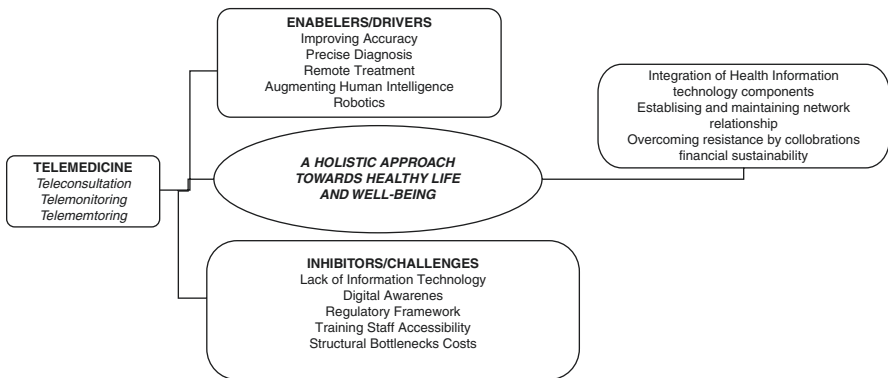 ENABELERS/DRIVERS
Improving Accuracy
Precise Diagnosis
Remote Treatment
Augmenting Human Intelligence
Robotics
Integration of Health Information
technology components
Establising and maintaining network
relationship
Overcoming resistance by collobrations
financial sustainability
TELEMEDICINE
Teleconsultation
Telemonitoring
Telememtoring
A HOLISTIC APPROACH
TOWARDS HEALTHY LIFE
AND WELL-BEING
INHIBITORS/CHALLENGES
Lack of Information Technology
Digital Awarenes
Regulatory Framework
Training Staff Accessibility
Structural Bottlenecks Costs